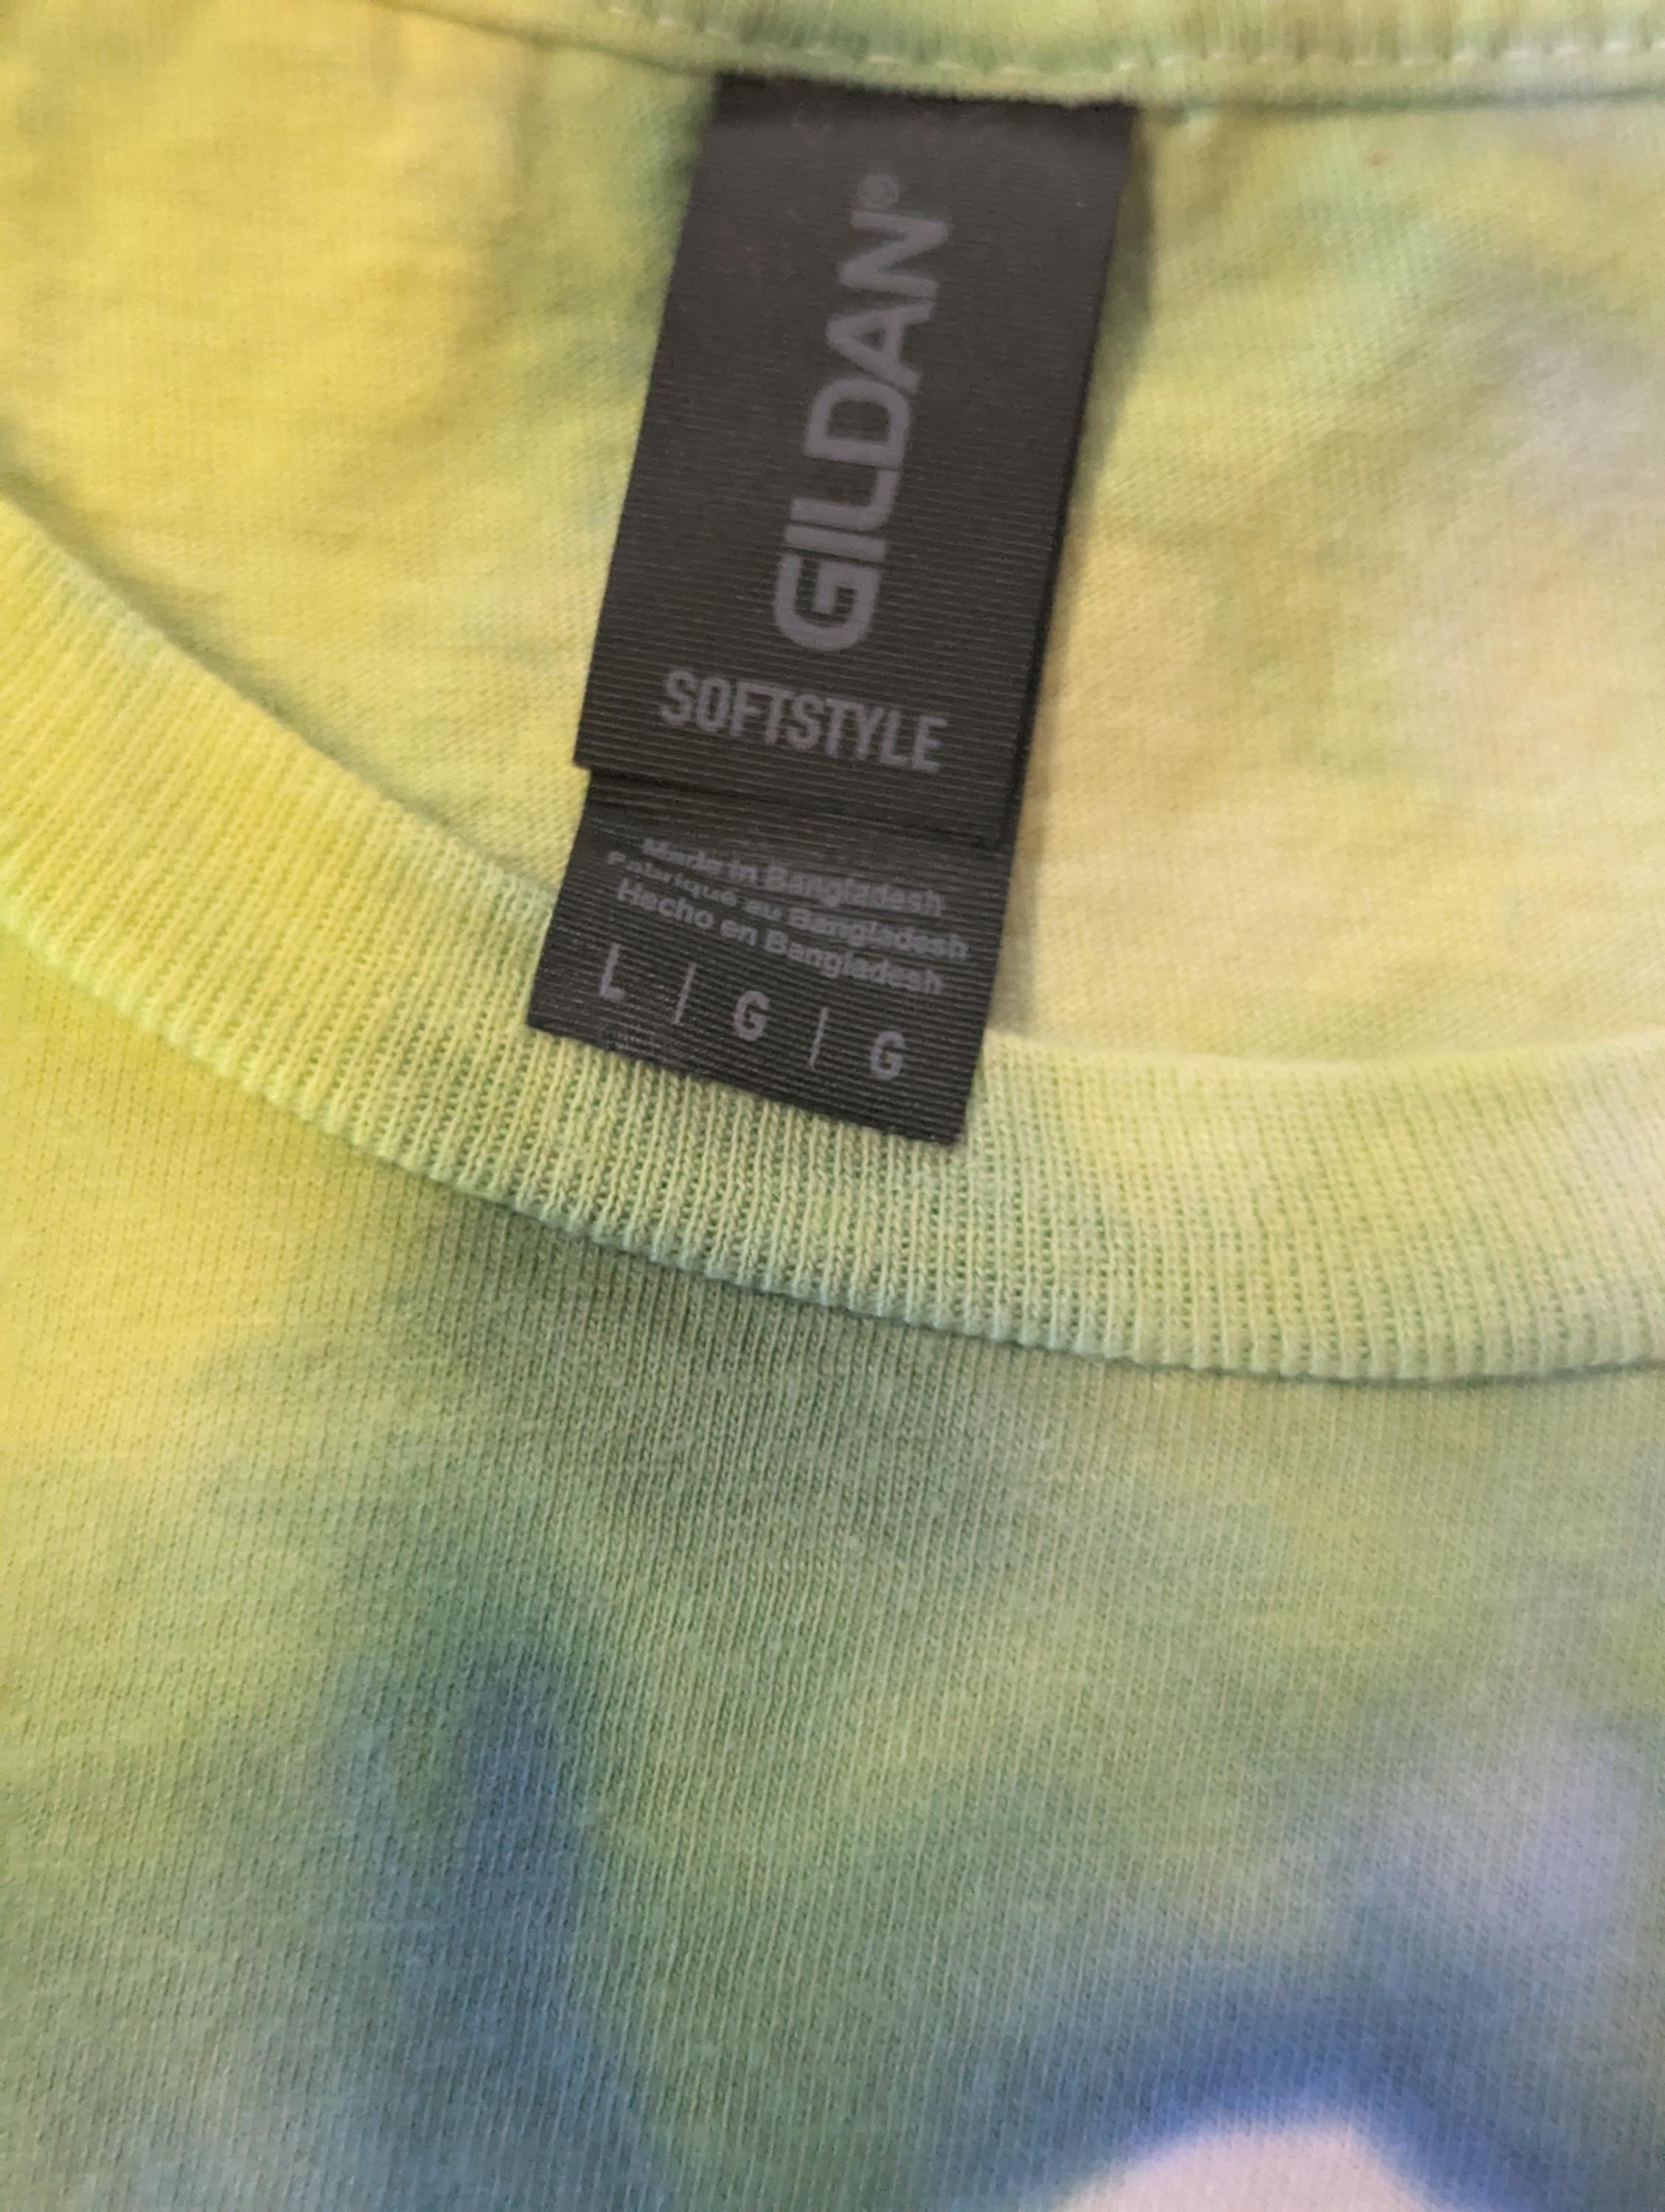 GILDAN®
SOFTSTYLE
Made in Bangladesh
Fabriqué au Bangladesh
Hecho en Bangladesh
L | G | G